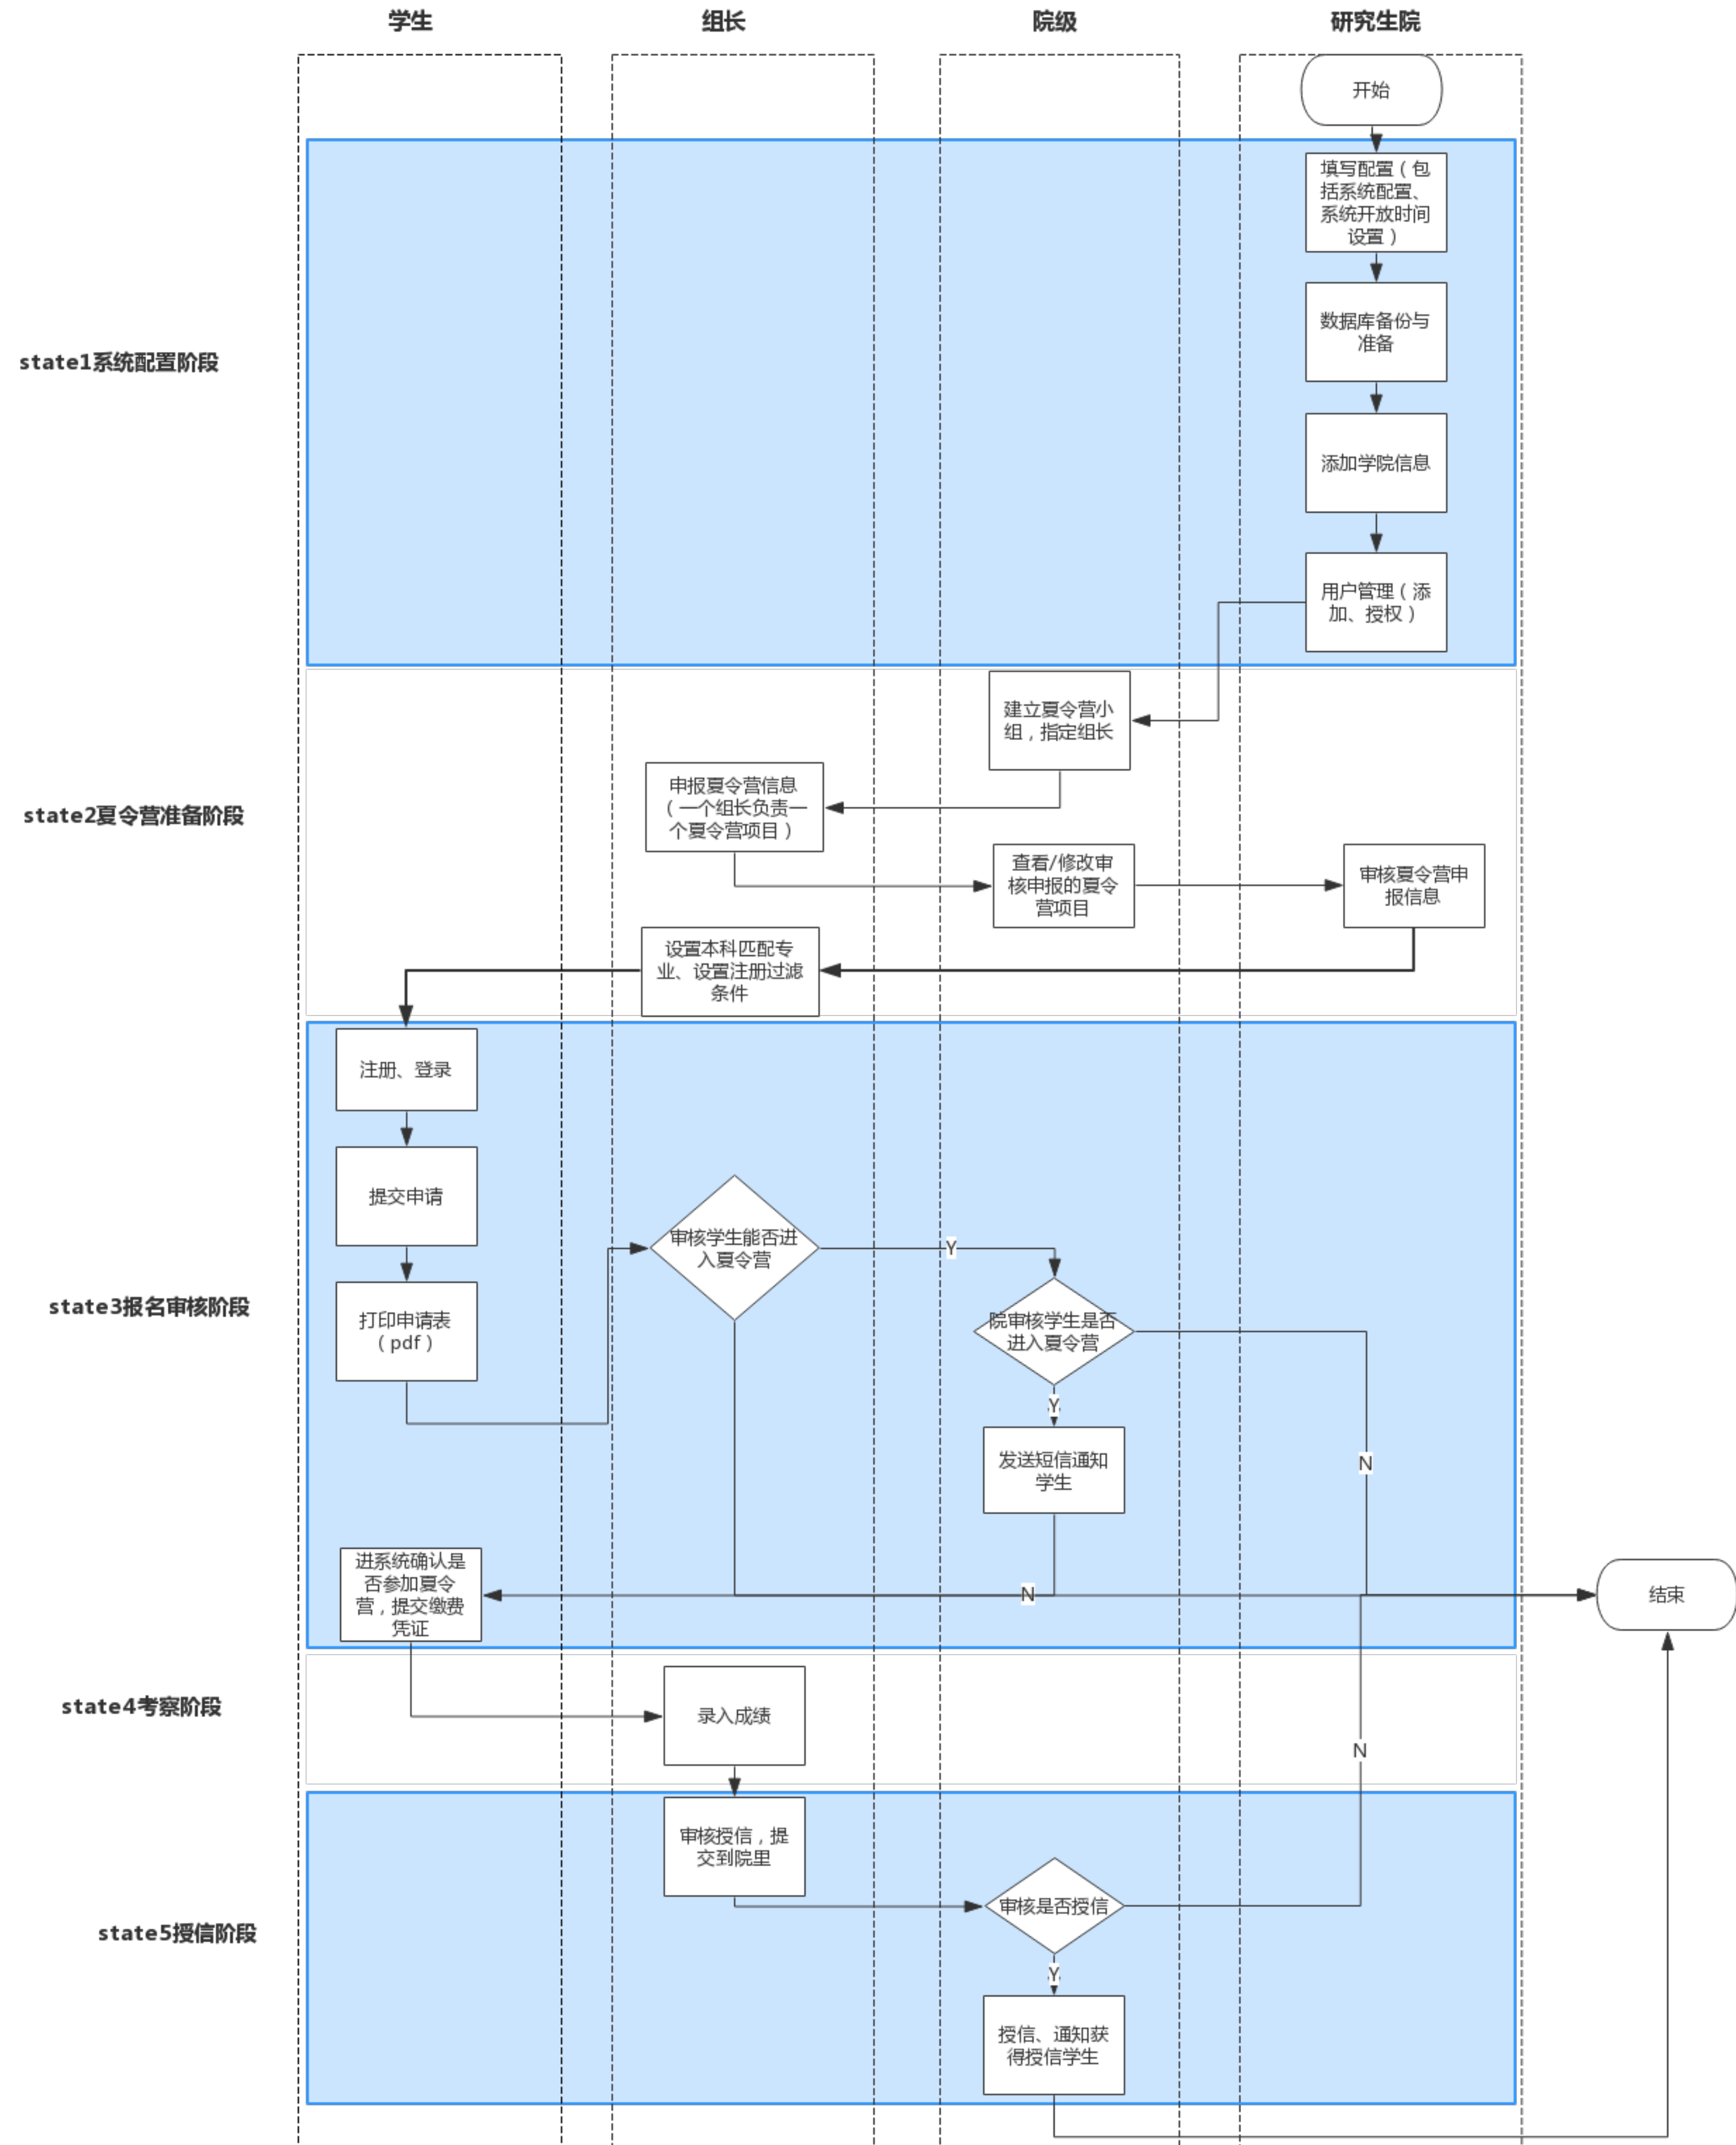 学生
组长
院级
研究生院
开始
填写配置（包
括系统配置、
系统开放时间
设置）
数据库备份与
准备
state1系统配置阶段
添加学院信息
用户管理（添
加、授权）
建立夏令营小
组，指定组长
state2夏令营准备阶段
申报夏令营信息
（一个组长负责一
个夏令营项目）
查看/修改审
核申报的夏令
营项目
审核夏令营申
报信息
设置本科匹配专
业、设置注册过滤
条件
注册、登录
提交申请
审核学生能否进
入夏令营
Y
state3报名审核阶段
打印申请表
（pdf）
院审核学生是否
进入夏令营
Y
N
发送短信通知
学生
进系统确认是
否参加夏令
营，提交缴费
凭证
N
结束
state4考察阶段
录入成绩
N
审核授信，提
交到院里
state5授信阶段
审核是否授信
Y
授信、通知获
得授信学生